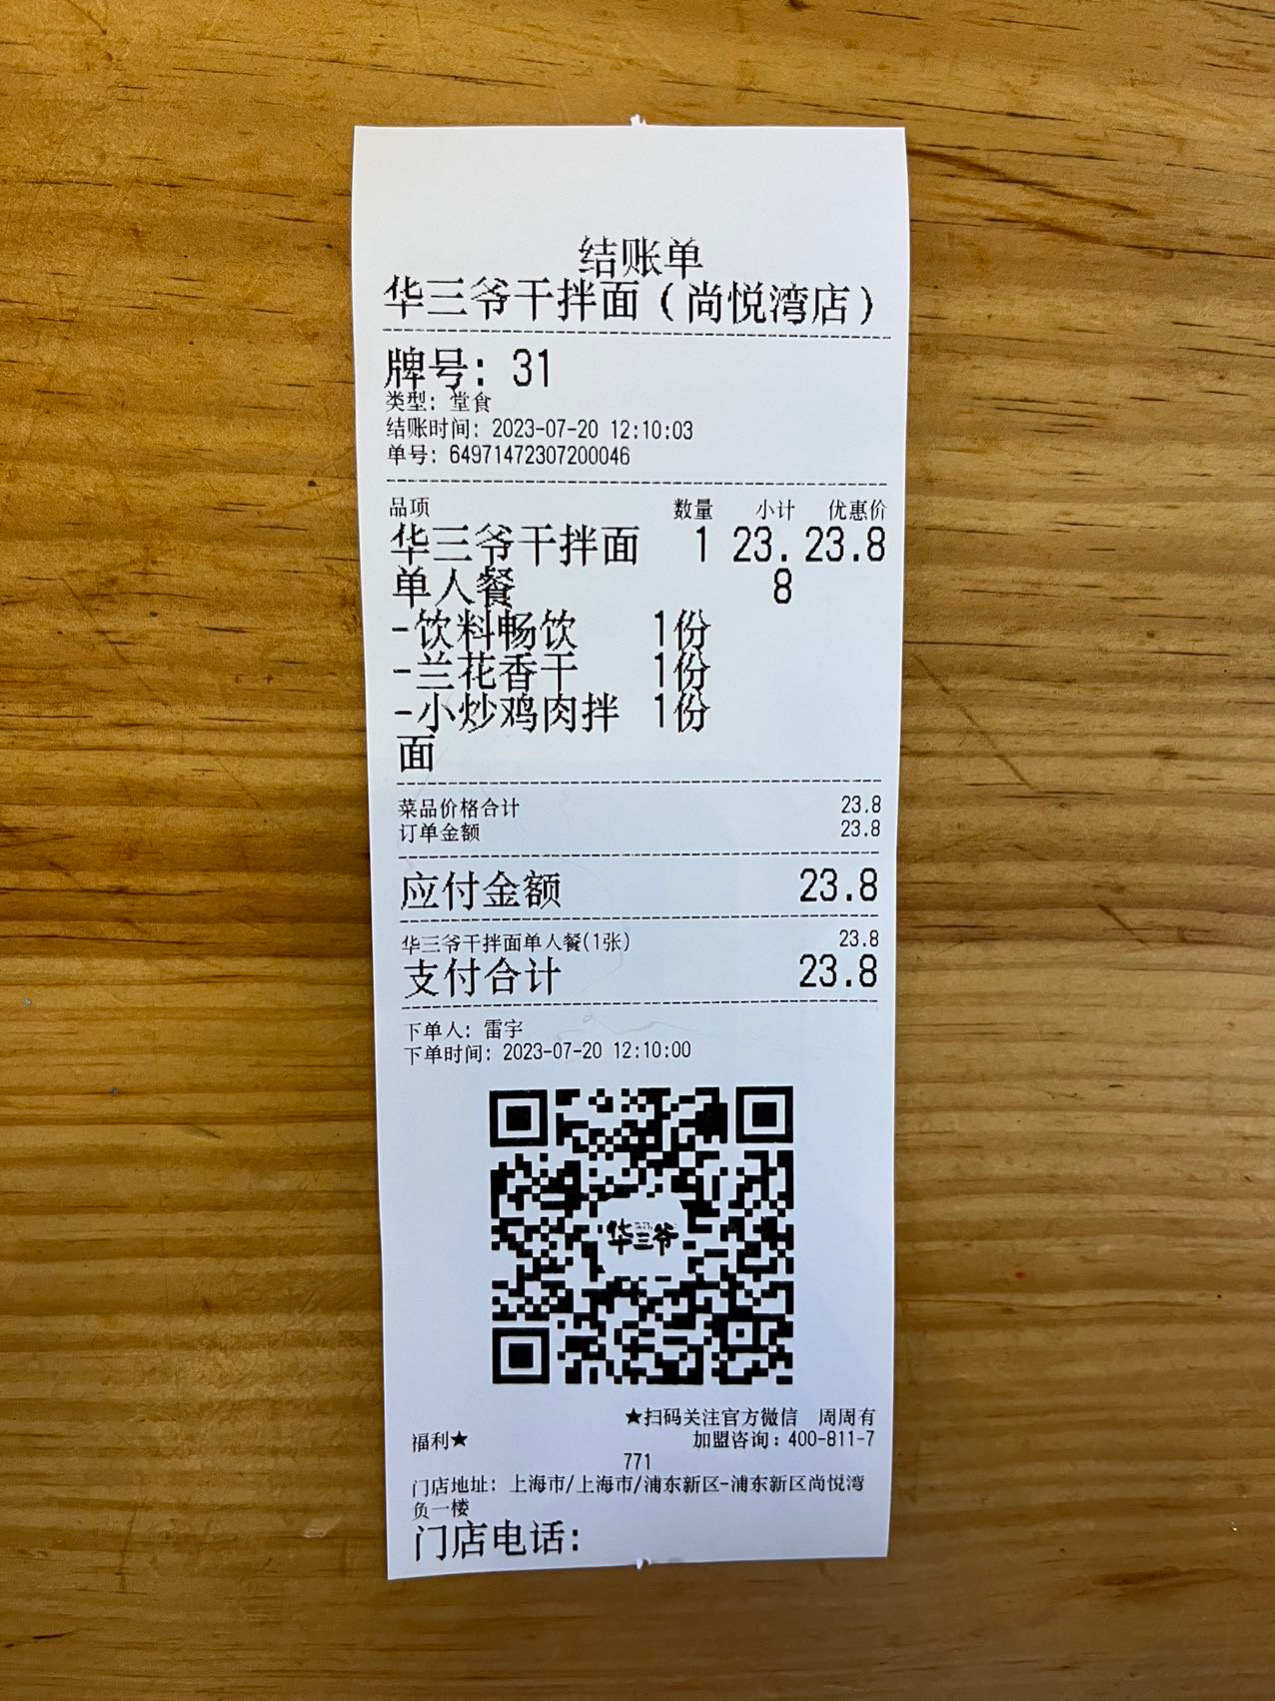 结账单
华三爷干拌面（尚悦湾店）
牌号：31
类型：堂食
结账时间：2023-07-20 12:10:03
单号：64971472307200046
品项 数量 小计 优惠价
华三爷干拌面 1 23. 23.8
单人餐 8
-饮料畅饮 1份
-兰花香干 1份
-小炒鸡肉拌 1份
面
菜品价格合计 23.8
订单金额 23.8
应付金额 23.8
华三爷干拌面单人餐(1张) 23.8
支付合计 23.8
下单人：雷宇
下单时间：2023-07-20 12:10:00
华三爷
★扫码关注官方微信 周周有
福利★ 加盟咨询：400-811-7
771
门店地址：上海市/上海市/浦东新区-浦东新区尚悦湾
负一楼
门店电话：